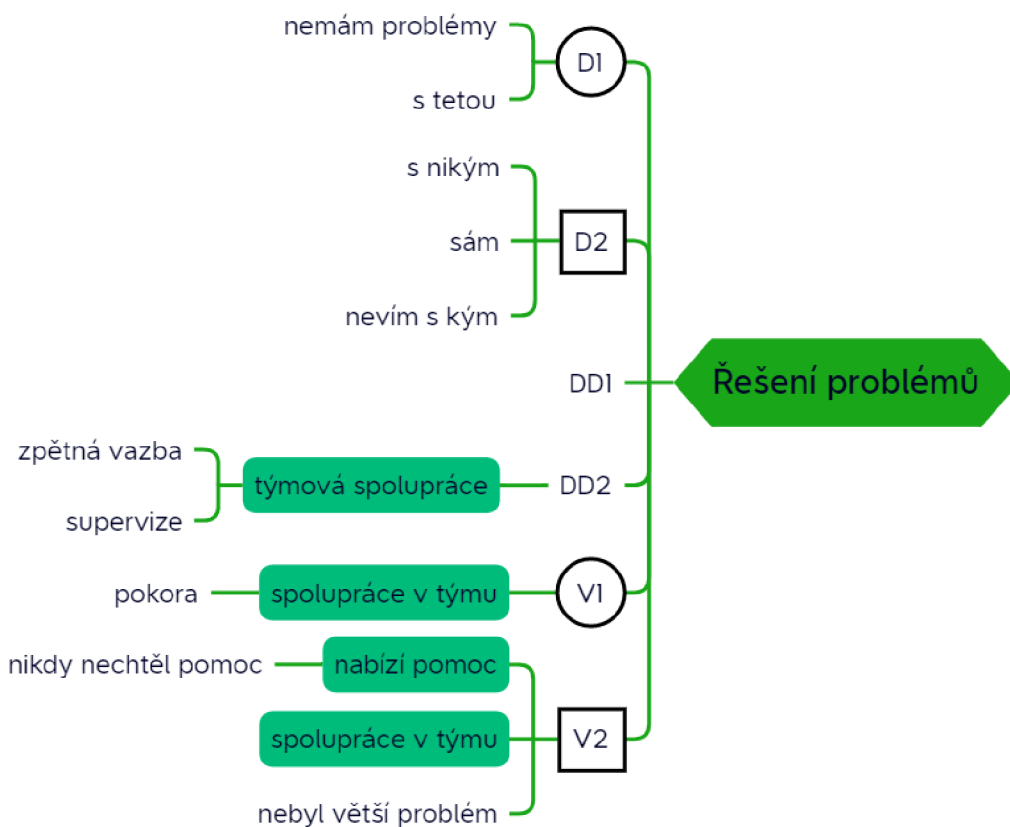 nemám problémy
D1
s tetou
s nikým
sám
D2
nevím s kým
DD1
Řešení problémů
zpětná vazba
týmová spolupráce
DD2
supervize
pokora
spolupráce v týmu
V1
nikdy nechtěl pomoc
nabízí pomoc
spolupráce v týmu
V2
nebyl větší problém